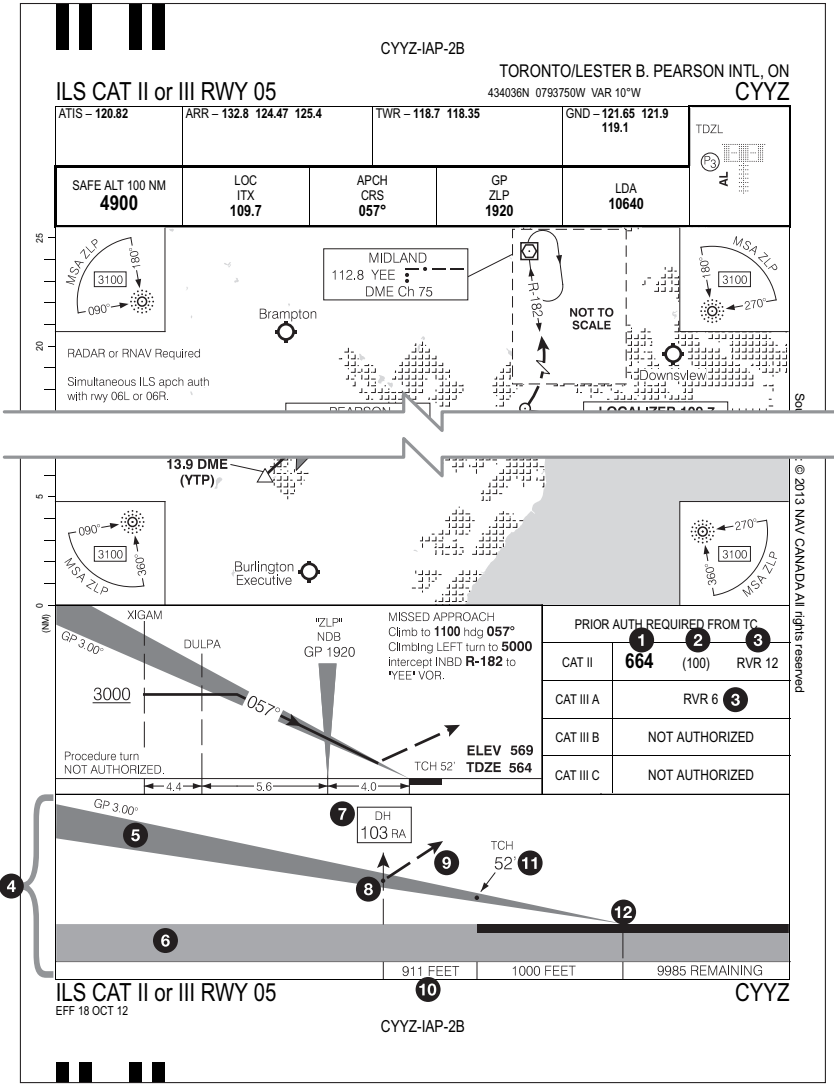 CYYZ-IAP-2B
TORONTO/LESTER B. PEARSON INTL, ON
ILS CAT II or III RWY 05
434036N 0793750W VAR 10°W
CYYZ
ATIS – 120.82
ARR – 132.8 124.47 125.4
TWR – 118.7 118.35
GND – 121.65 121.9
119.1
TDZL
P3
AL
SAFE ALT 100 NM
4900
LOC
ITX
109.7
APCH
CRS
057°
GP
ZLP
1920
LDA
10640
25
MSA ZLP
180°
3100
090°
MIDLAND
112.8 YEE
DME Ch 75
R-182
NOT TO
SCALE
MSA ZLP
180°
3100
270°
Brampton
20
RADAR or RNAV Required
Downsview
Simultaneous ILS apch auth
with rwy 06L or 06R.
PEARSON
LOCALIZER 109.7
13.9 DME
(YTP)
5
090°
3100
360°
MSA ZLP
Burlington
Executive
270°
3100
360°
MSA ZLP
© 2013 NAV CANADA All rights reserved
0
(NM)
XIGAM
DULPA
"ZLP"
NDB
GP 1920
GP 3.00°
3000
057°
MISSED APPROACH
Climb to 1100 hdg 057°
Climbing LEFT turn to 5000
intercept INBD R-182 to
"YEE" VOR.
Procedure turn
NOT AUTHORIZED.
TCH 52'
ELEV 569
TDZE 564
4.4
5.6
4.0
PRIOR AUTH REQUIRED FROM TC
1 2 3
CAT II 664 (100) RVR 12
CAT III A RVR 6 3
CAT III B NOT AUTHORIZED
CAT III C NOT AUTHORIZED
4
GP 3.00°
5
6
7
DH
103 RA
8
9
TCH
52' 11
12
911 FEET
1000 FEET
9985 REMAINING
10
ILS CAT II or III RWY 05
CYYZ
EFF 18 OCT 12
CYYZ-IAP-2B